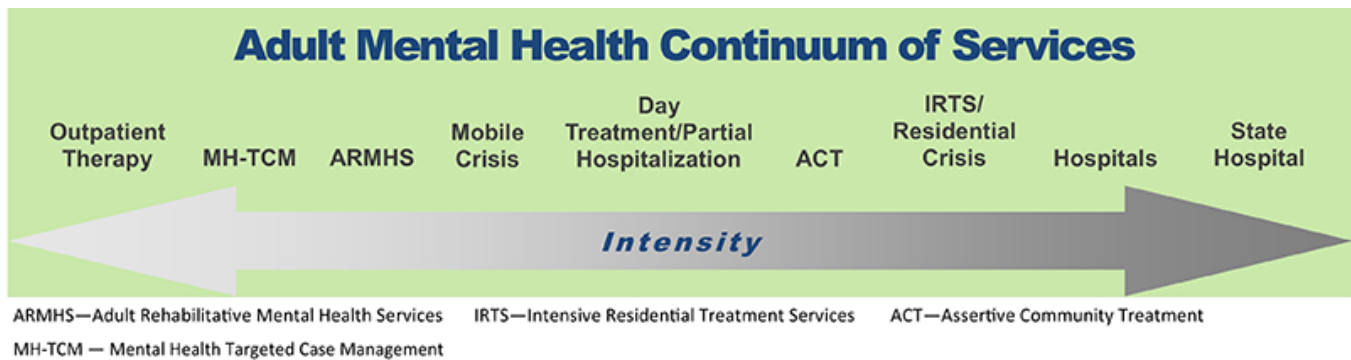 Adult Mental Health Continuum of Services
Outpatient
Therapy
MH-TCM
ARMHS
Mobile
Crisis
Day
Treatment/Partial
Hospitalization
ACT
IRTS/
Residential
Crisis
Hospitals
State
Hospital
Intensity
ARMHS—Adult Rehabilitative Mental Health Services IRTS—Intensive Residential Treatment Services ACT—Assertive Community Treatment
MH-TCM — Mental Health Targeted Case Management